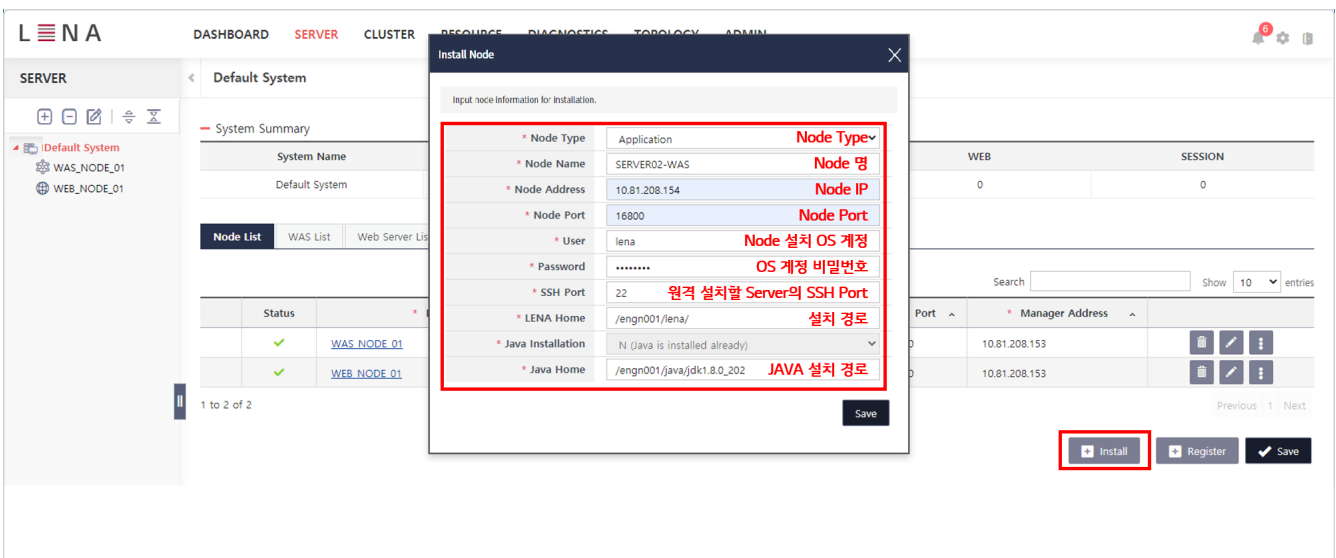 LENA
DASHBOARD SERVER CLUSTER RESOURCE DIAGNOSTICS TOPOLOGY ADMIN
6
SERVER
Default System
Install Node
Input node information for installation.
Default System
WAS_NODE_01
WEB_NODE_01
System Summary
System Name WEB SESSION
Default System 0 0
* Node Type Application Node Type
* Node Name SERVER02-WAS Node 명
* Node Address 10.81.208.154 Node IP
* Node Port 16800 Node Port
* User lena Node 설치 OS 계정
* Password •••••••• OS 계정 비밀번호
* SSH Port 22 원격 설치할 Server의 SSH Port
* LENA Home /engn001/lena/ 설치 경로
* Java Installation N (Java is installed already)
* Java Home /engn001/java/jdk1.8.0_202 JAVA 설치 경로
Save
Node List WAS List Web Server Lis
Search Show 10 entries
Status * Port * Manager Address
WAS_NODE_01 10.81.208.153
WEB_NODE_01 10.81.208.153
1 to 2 of 2 Previous 1 Next
Install Register Save